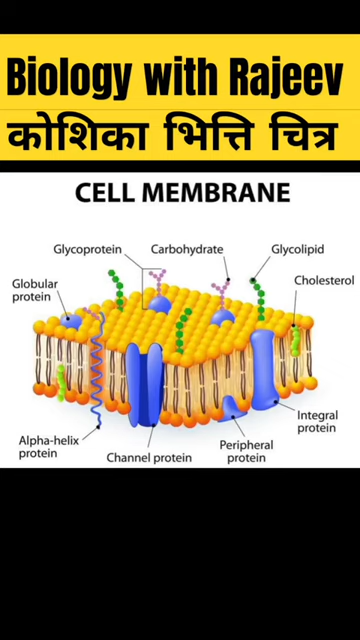 Biology with Rajeev
कोशिका भित्ति चित्र
CELL MEMBRANE
Glycoprotein
Carbohydrate
Glycolipid
Globular
protein
Cholesterol
Alpha-helix
protein
Channel protein
Peripheral
protein
Integral
protein